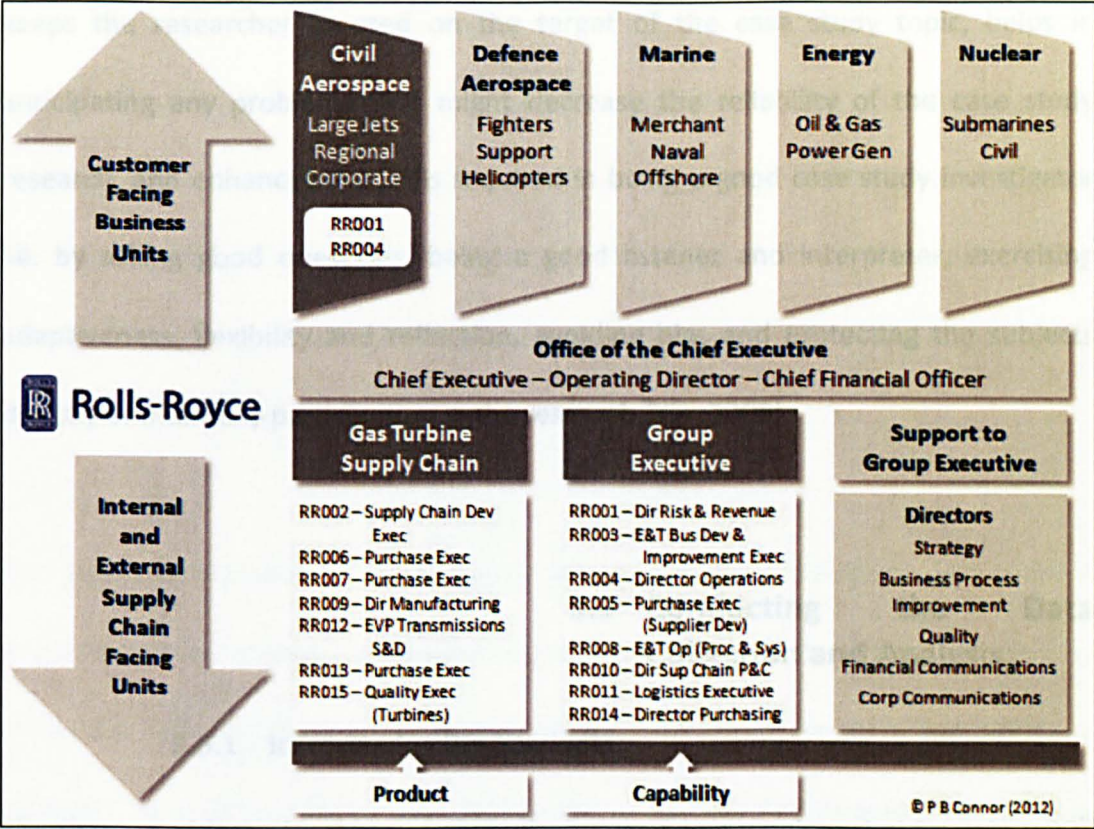 Customer
Facing
Business
Units
Civil
Aerospace
Large Jets
Regional
Corporate
RR001
RR004
Defence
Aerospace
Fighters
Support
Helicopters
Marine
Merchant
Naval
Offshore
Energy
Oil & Gas
Power Gen
Nuclear
Submarines
Civil
Office of the Chief Executive
Chief Executive – Operating Director – Chief Financial Officer
RR
Rolls-Royce
Internal
and
External
Supply
Chain
Facing
Units
Gas Turbine
Supply Chain
RR002 – Supply Chain Dev
Exec
RR006 – Purchase Exec
RR007 – Purchase Exec
RR009 – Dir Manufacturing
RR012 – EVP Transmissions
S&D
RR013 – Purchase Exec
RR015 – Quality Exec
(Turbines)
Group
Executive
RR001 – Dir Risk & Revenue
RR003 – E&T Bus Dev &
Improvement Exec
RR004 – Director Operations
RR005 – Purchase Exec
(Supplier Dev)
RR008 – E&T Op (Proc & Sys)
RR010 – Dir Sup Chain P&C
RR011 – Logistics Executive
RR014 – Director Purchasing
Support to
Group Executive
Directors
Strategy
Business Process
Improvement
Quality
Financial Communications
Corp Communications
Product
Capability
© P B Connor (2012)